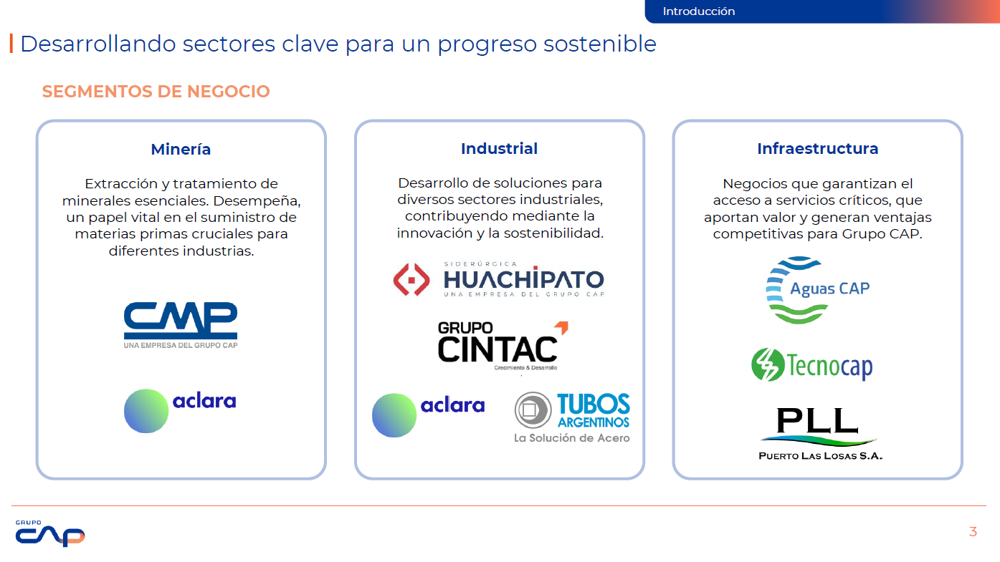 Introducción
Desarrollando sectores clave para un progreso sostenible
SEGMENTOS DE NEGOCIO
Minería
Extracción y tratamiento de
minerales esenciales. Desempeña,
un papel vital en el suministro de
materias primas cruciales para
diferentes industrias.
CMP
UNA EMPRESA DEL GRUPO CAP
aclara
Industrial
Desarrollo de soluciones para
diversos sectores industriales,
contribuyendo mediante la
innovación y la sostenibilidad.
SIDERÚRGICA
HUACHIPATO
UNA EMPRESA DEL GRUPO CAP
GRUPO
CINTAC
Crecimiento & Desarrollo
aclara
TUBOS
ARGENTINOS
La Solución de Acero
Infraestructura
Negocios que garantizan el
acceso a servicios críticos, que
aportan valor y generan ventajas
competitivas para Grupo CAP.
Aguas CAP
Tecnocap
PLL
PUERTO LAS LOSAS S.A.
GRUPO
CAP
3